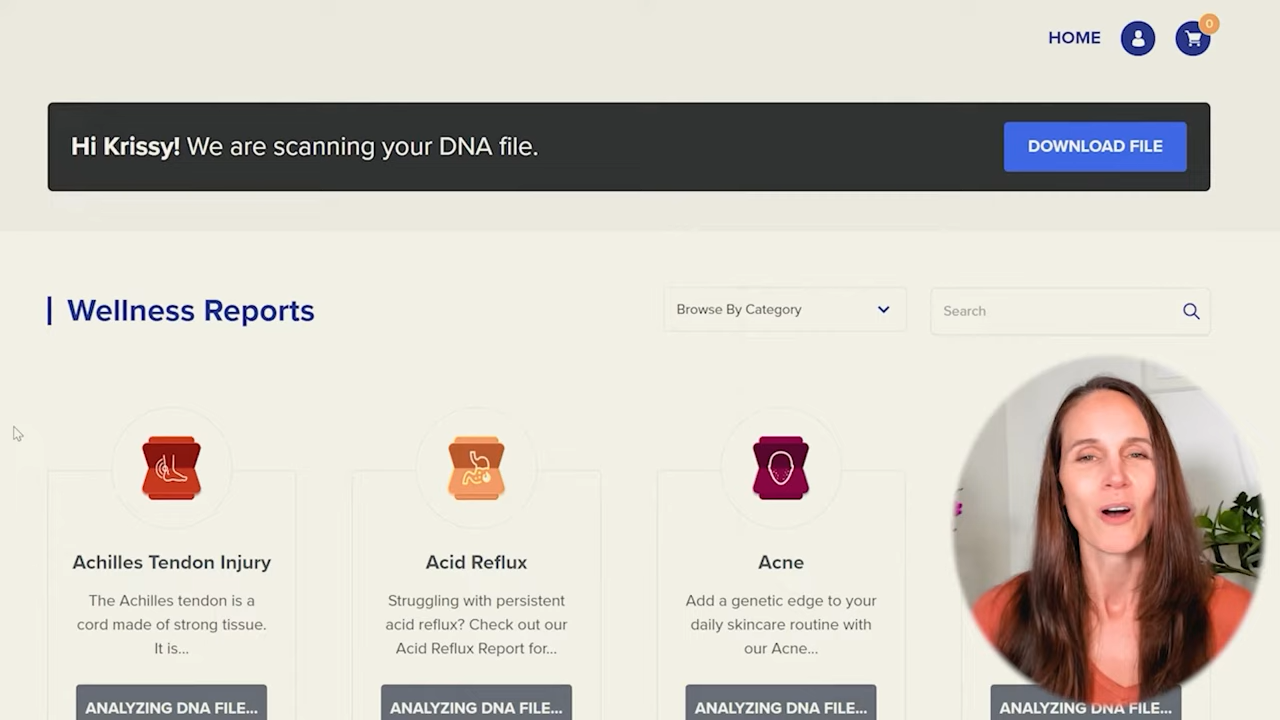 HOME
0
Hi Krissy! We are scanning your DNA file.
DOWNLOAD FILE
Wellness Reports
Browse By Category
Search
Achilles Tendon Injury
The Achilles tendon is a
cord made of strong tissue.
It is...
ANALYZING DNA FILE...
Acid Reflux
Struggling with persistent
acid reflux? Check out our
Acid Reflux Report for...
ANALYZING DNA FILE...
Acne
Add a genetic edge to your
daily skincare routine with
our Acne...
ANALYZING DNA FILE...
ANALYZING DNA FILE...